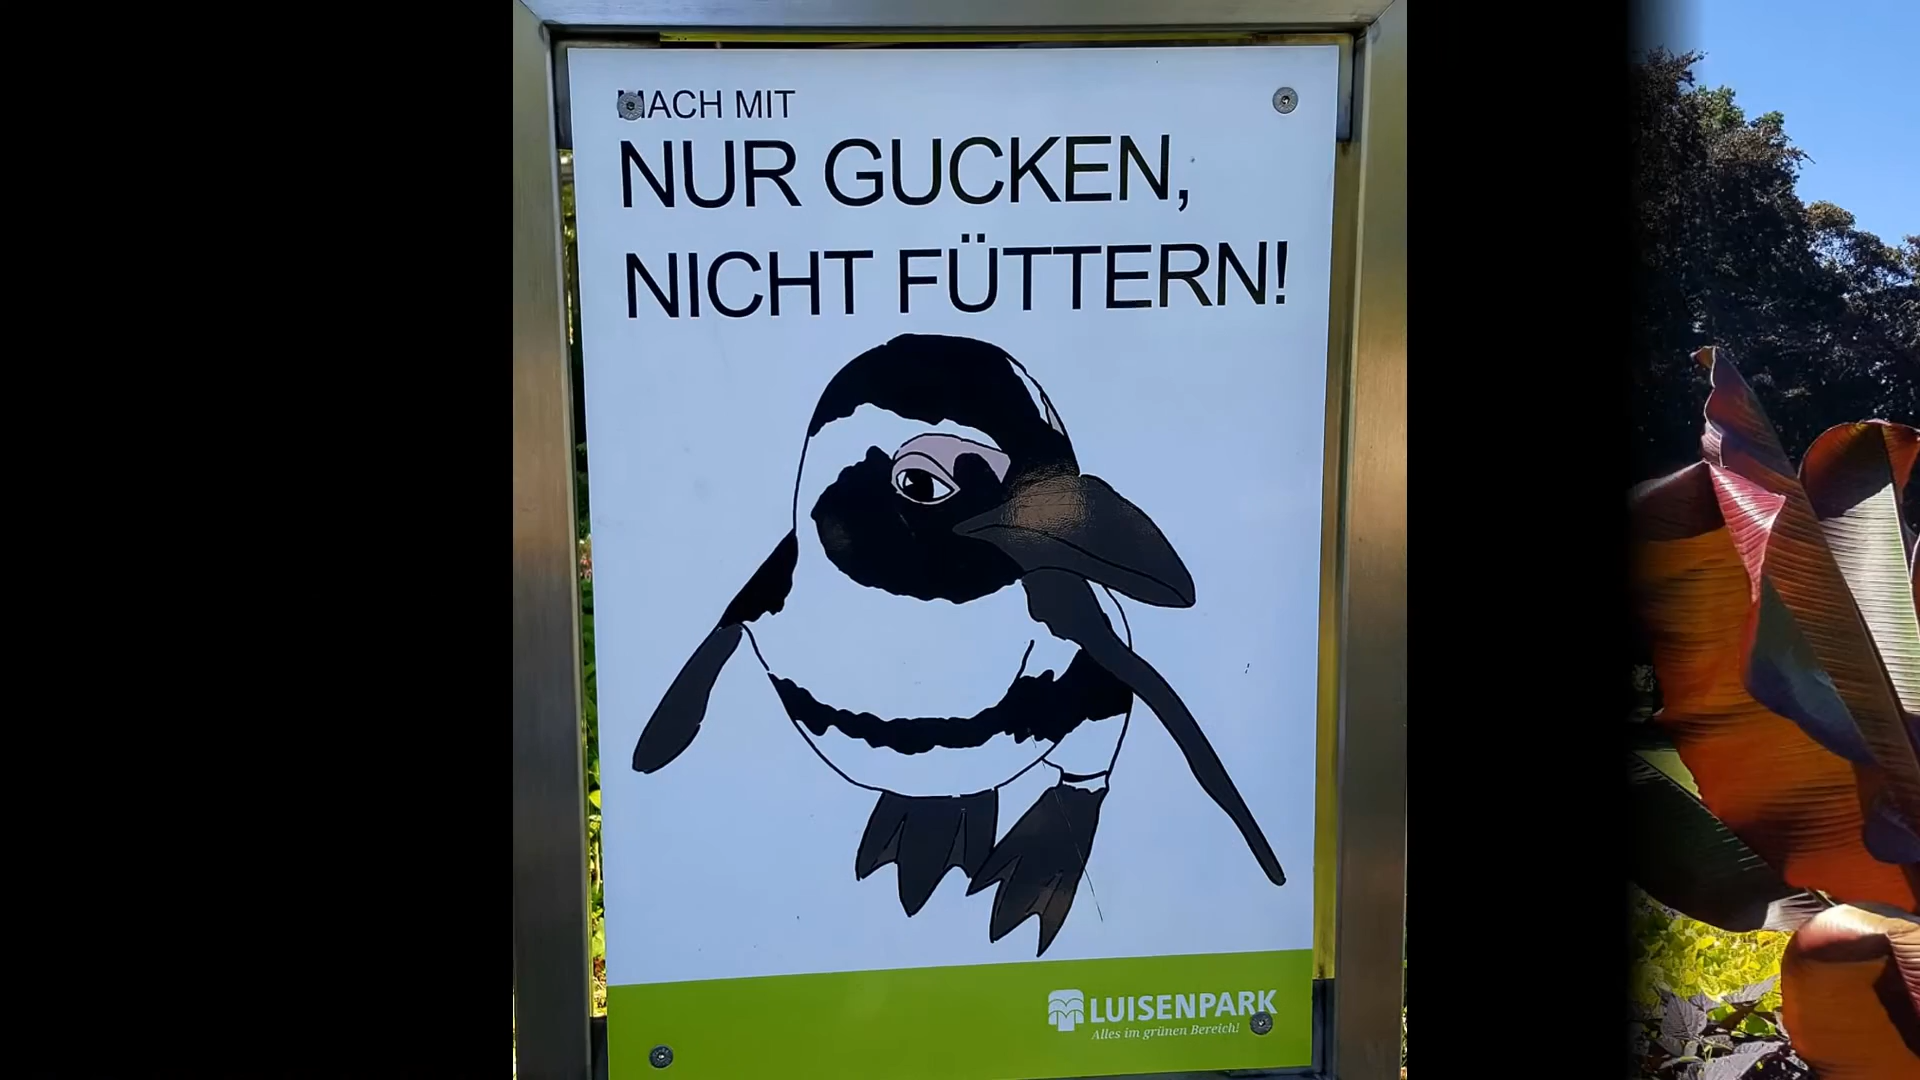 MACH MIT
NUR GUCKEN,
NICHT FÜTTERN!
LUISENPARK
Alles im grünen Bereich!